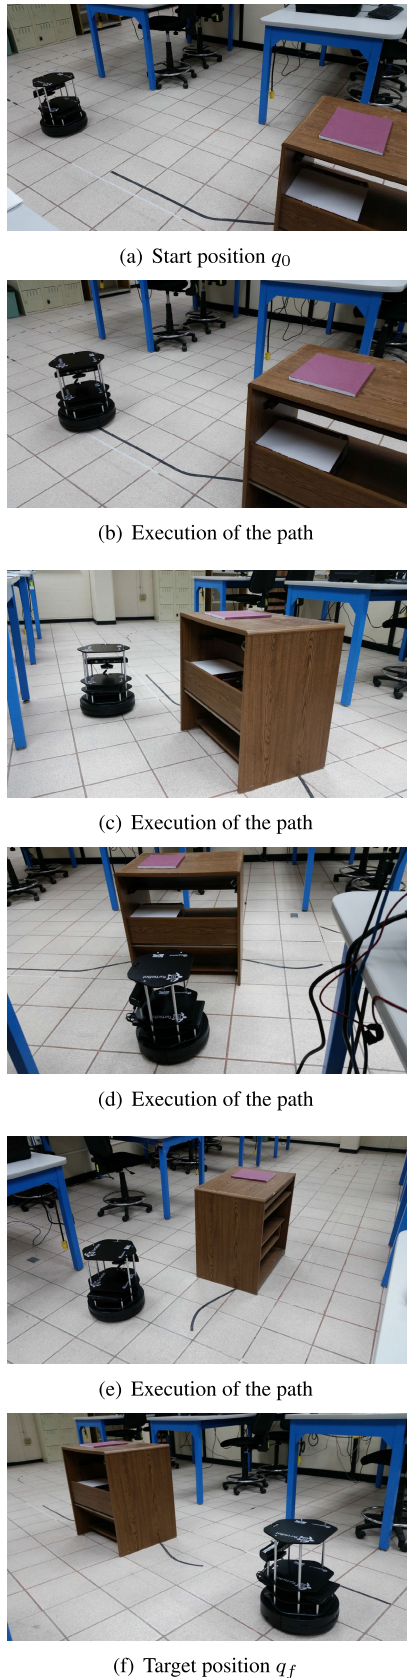 (a) Start position q₀
(b) Execution of the path
(c) Execution of the path
(d) Execution of the path
(e) Execution of the path
(f) Target position q_f